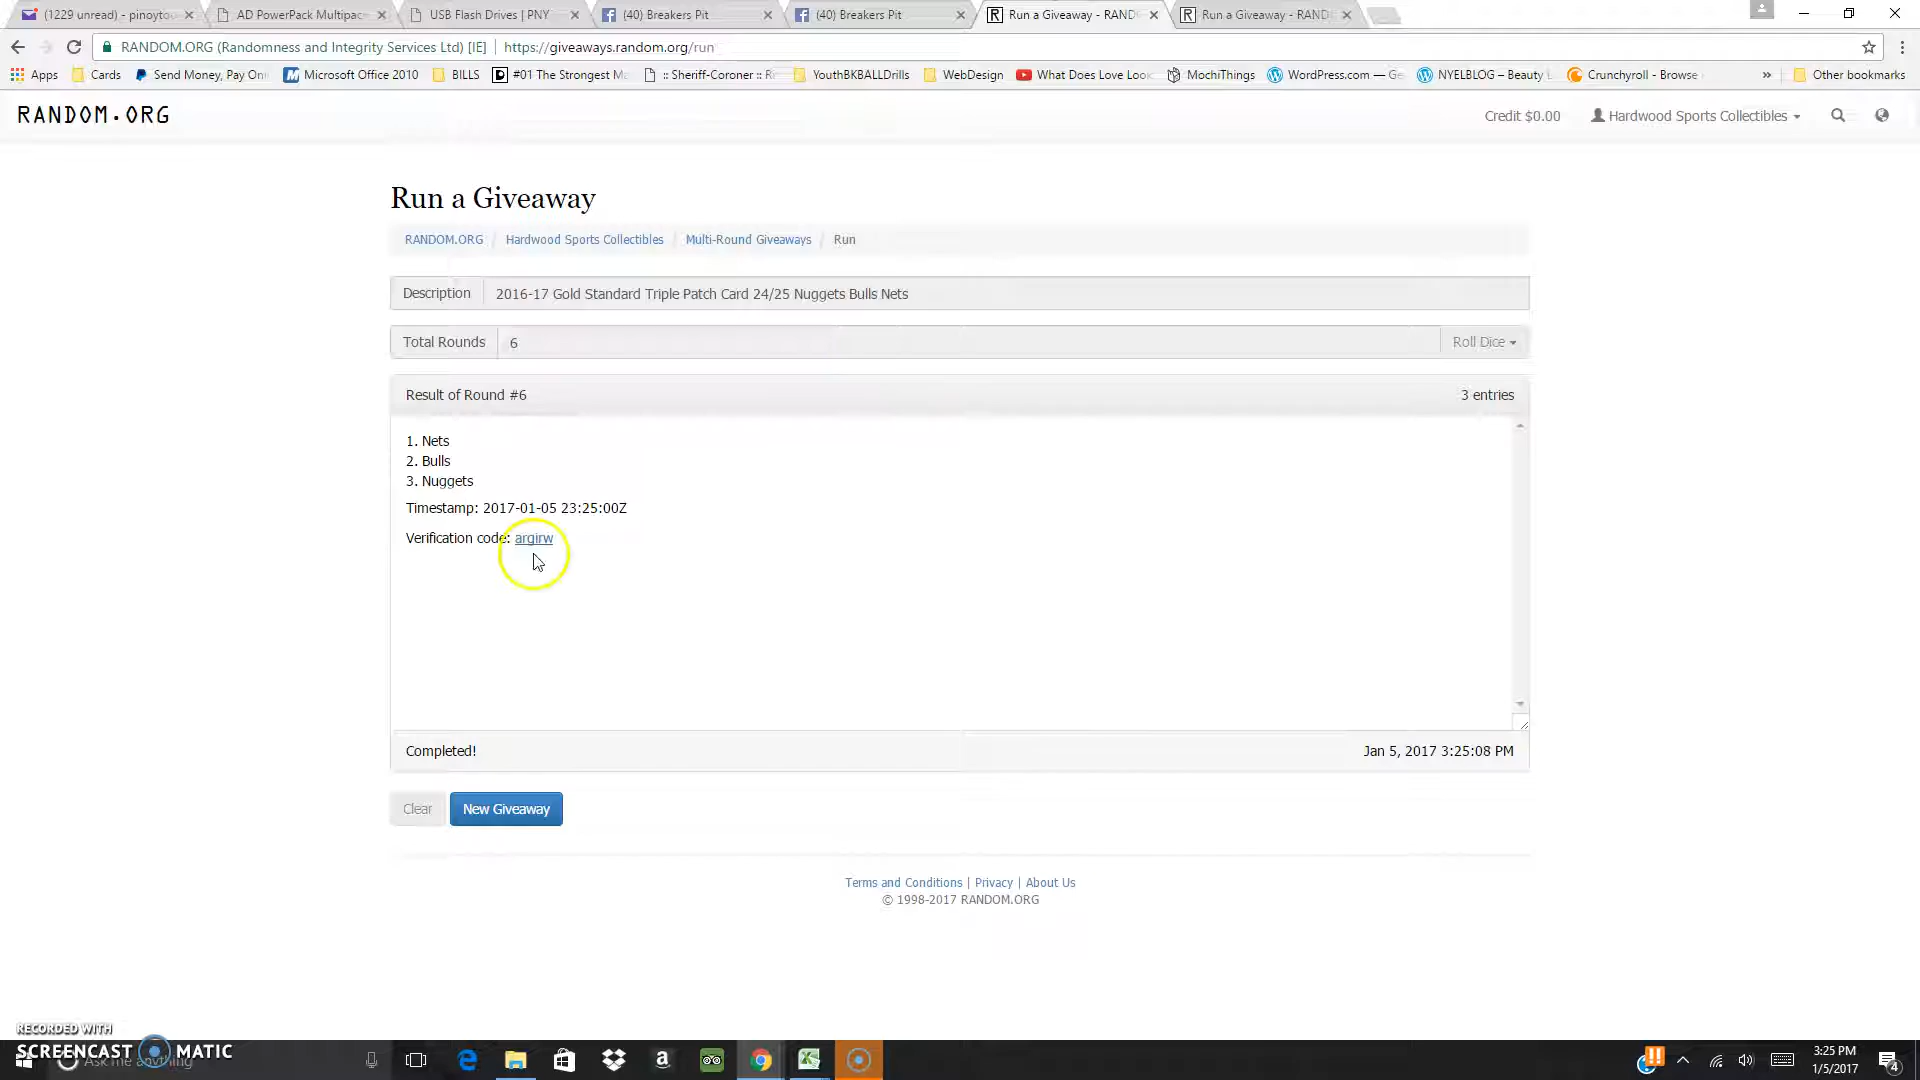 (1229 unread) - pinoyto
AD PowerPack Multipac
USB Flash Drives | PNY
(40) Breakers Pit
(40) Breakers Pit
Run a Giveaway - RAND
Run a Giveaway - RAND
RANDOM.ORG (Randomness and Integrity Services Ltd) [IE]
https://giveaways.random.org/run
Apps
Cards
Send Money, Pay On
Microsoft Office 2010
BILLS
#01 The Strongest M
:: Sheriff-Coroner :: Ri
YouthBKBALLDrills
WebDesign
What Does Love Look
MochiThings
WordPress.com — Ge
NYELBLOG – Beauty
Crunchyroll - Browse
»
Other bookmarks
RANDOM.ORG
Credit $0.00
Hardwood Sports Collectibles
Run a Giveaway
RANDOM.ORG / Hardwood Sports Collectibles / Multi-Round Giveaways / Run
Description
2016-17 Gold Standard Triple Patch Card 24/25 Nuggets Bulls Nets
Total Rounds
6
Roll Dice
Result of Round #6
3 entries
1. Nets
2. Bulls
3. Nuggets
Timestamp: 2017-01-05 23:25:00Z
Verification code: argirw
Completed!
Jan 5, 2017 3:25:08 PM
Clear
New Giveaway
Terms and Conditions | Privacy | About Us
© 1998-2017 RANDOM.ORG
RECORDED WITH
SCREENCAST MATIC
Ask me anything
3:25 PM
1/5/2017
4